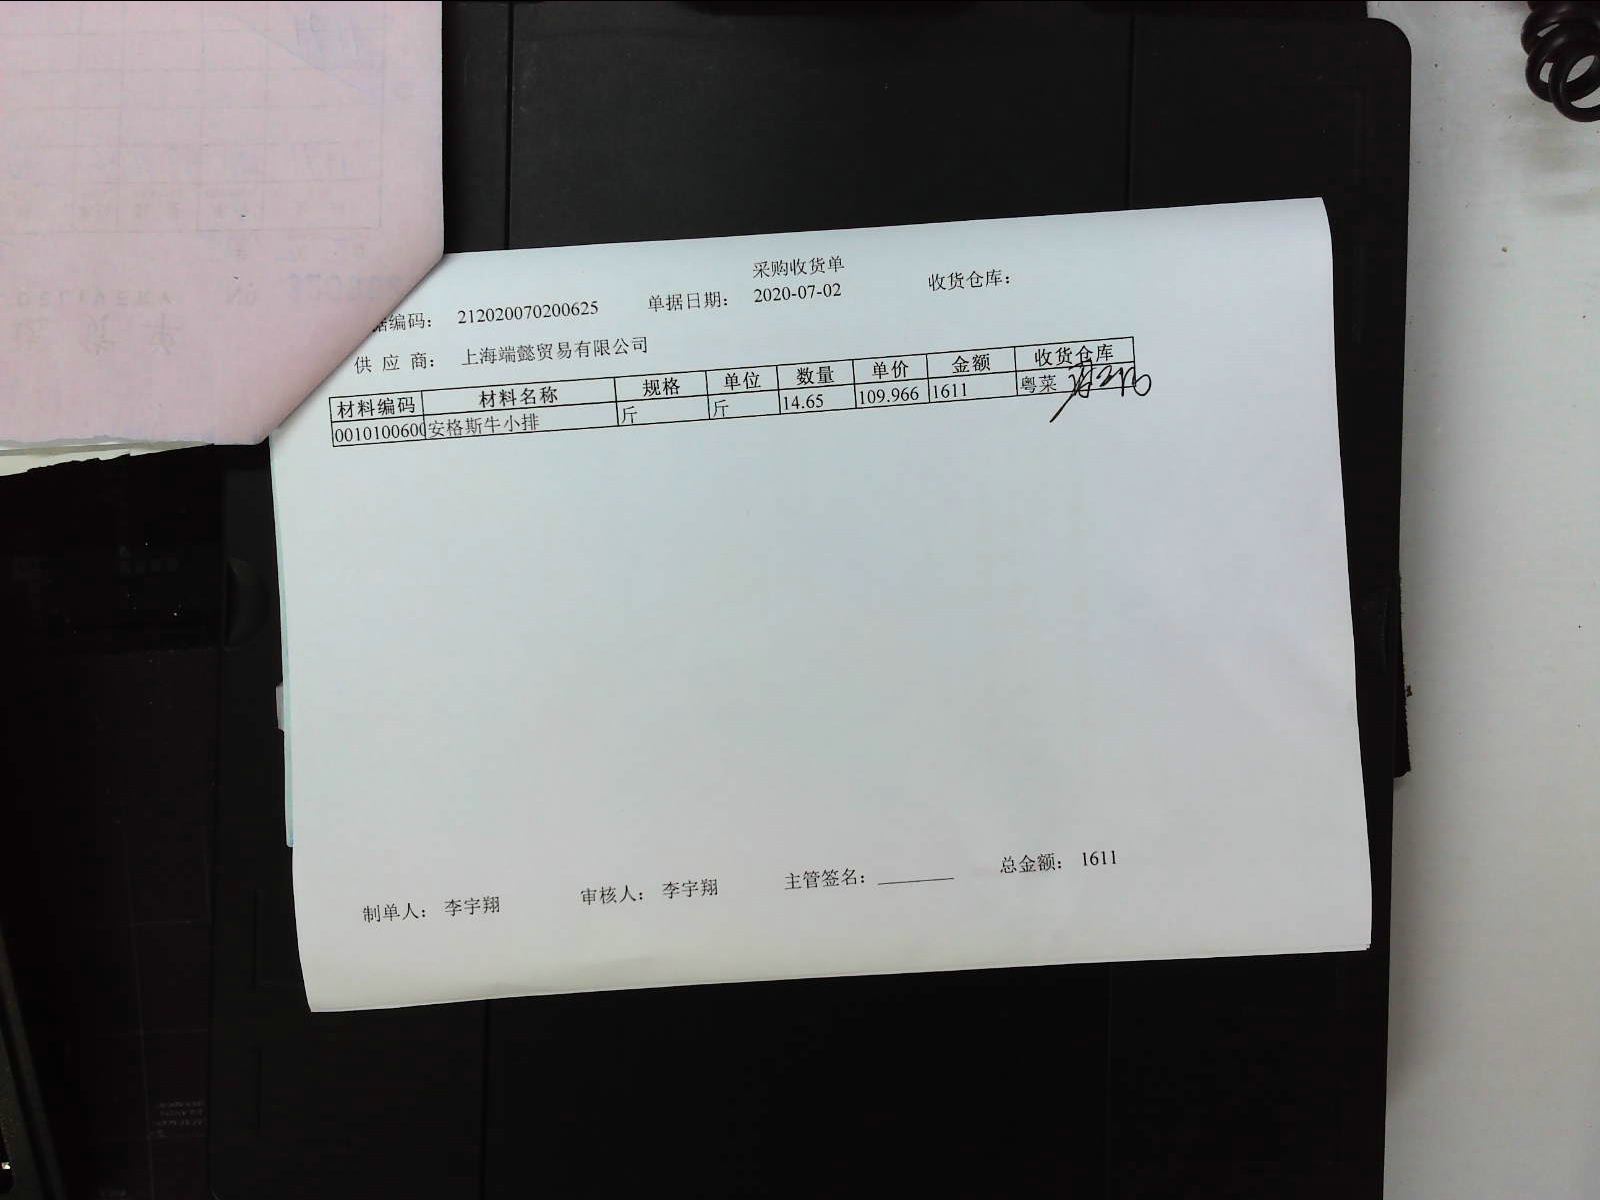 采购收货单
据编码： 212020070200625 单据日期： 2020-07-02 收货仓库：
供应商： 上海端懿贸易有限公司
材料编码 材料名称 规格 单位 数量 单价 金额 收货仓库
0010100600 安格斯牛小排 斤 斤 14.65 109.966 1611 粤菜
制单人： 李宇翔 审核人： 李宇翔 主管签名： 总金额： 1611